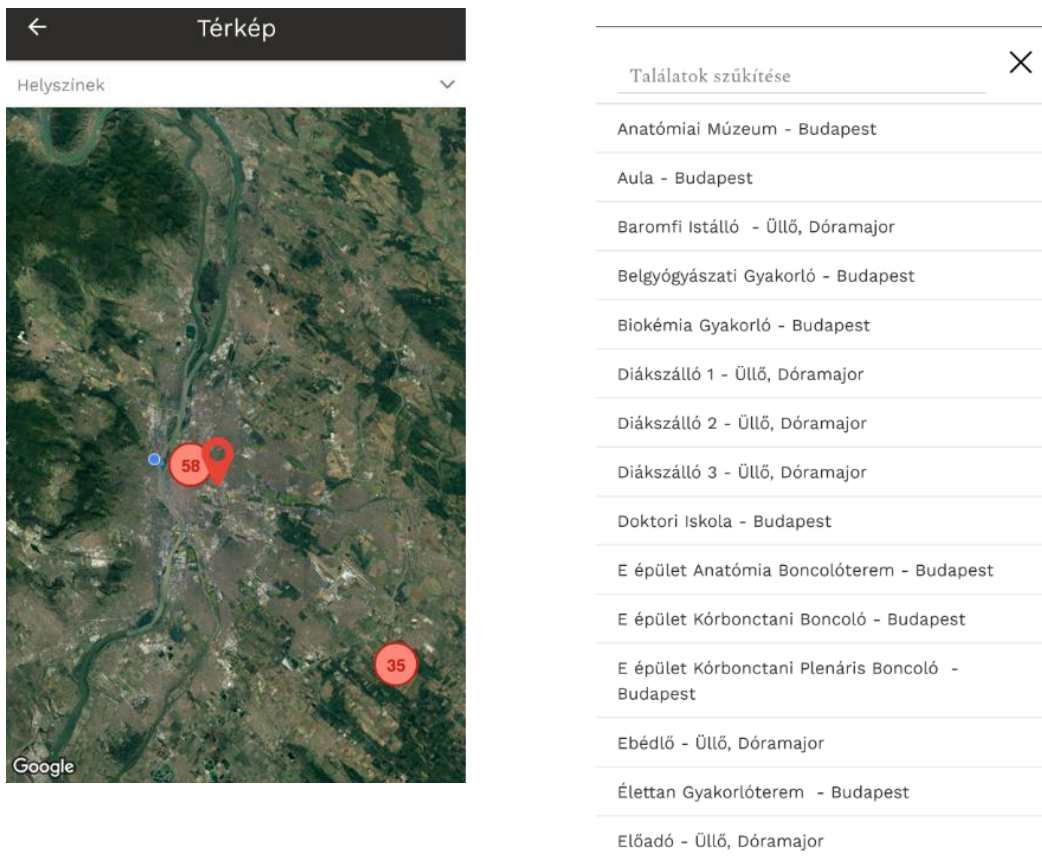 Térkép
Helyszínek
58
35
Google
Találatok szűkítése
Anatómiai Múzeum - Budapest
Aula - Budapest
Baromfi Istálló - Üllő, Dóramajor
Belgyógyászati Gyakorló - Budapest
Biokémia Gyakorló - Budapest
Diákszálló 1 - Üllő, Dóramajor
Diákszálló 2 - Üllő, Dóramajor
Diákszálló 3 - Üllő, Dóramajor
Doktori Iskola - Budapest
E épület Anatómia Boncolóterem - Budapest
E épület Kórbonctani Boncoló - Budapest
E épület Kórbonctani Plenáris Boncoló -
Budapest
Ebédlő - Üllő, Dóramajor
Élettan Gyakorlóterem - Budapest
Előadó - Üllő, Dóramajor